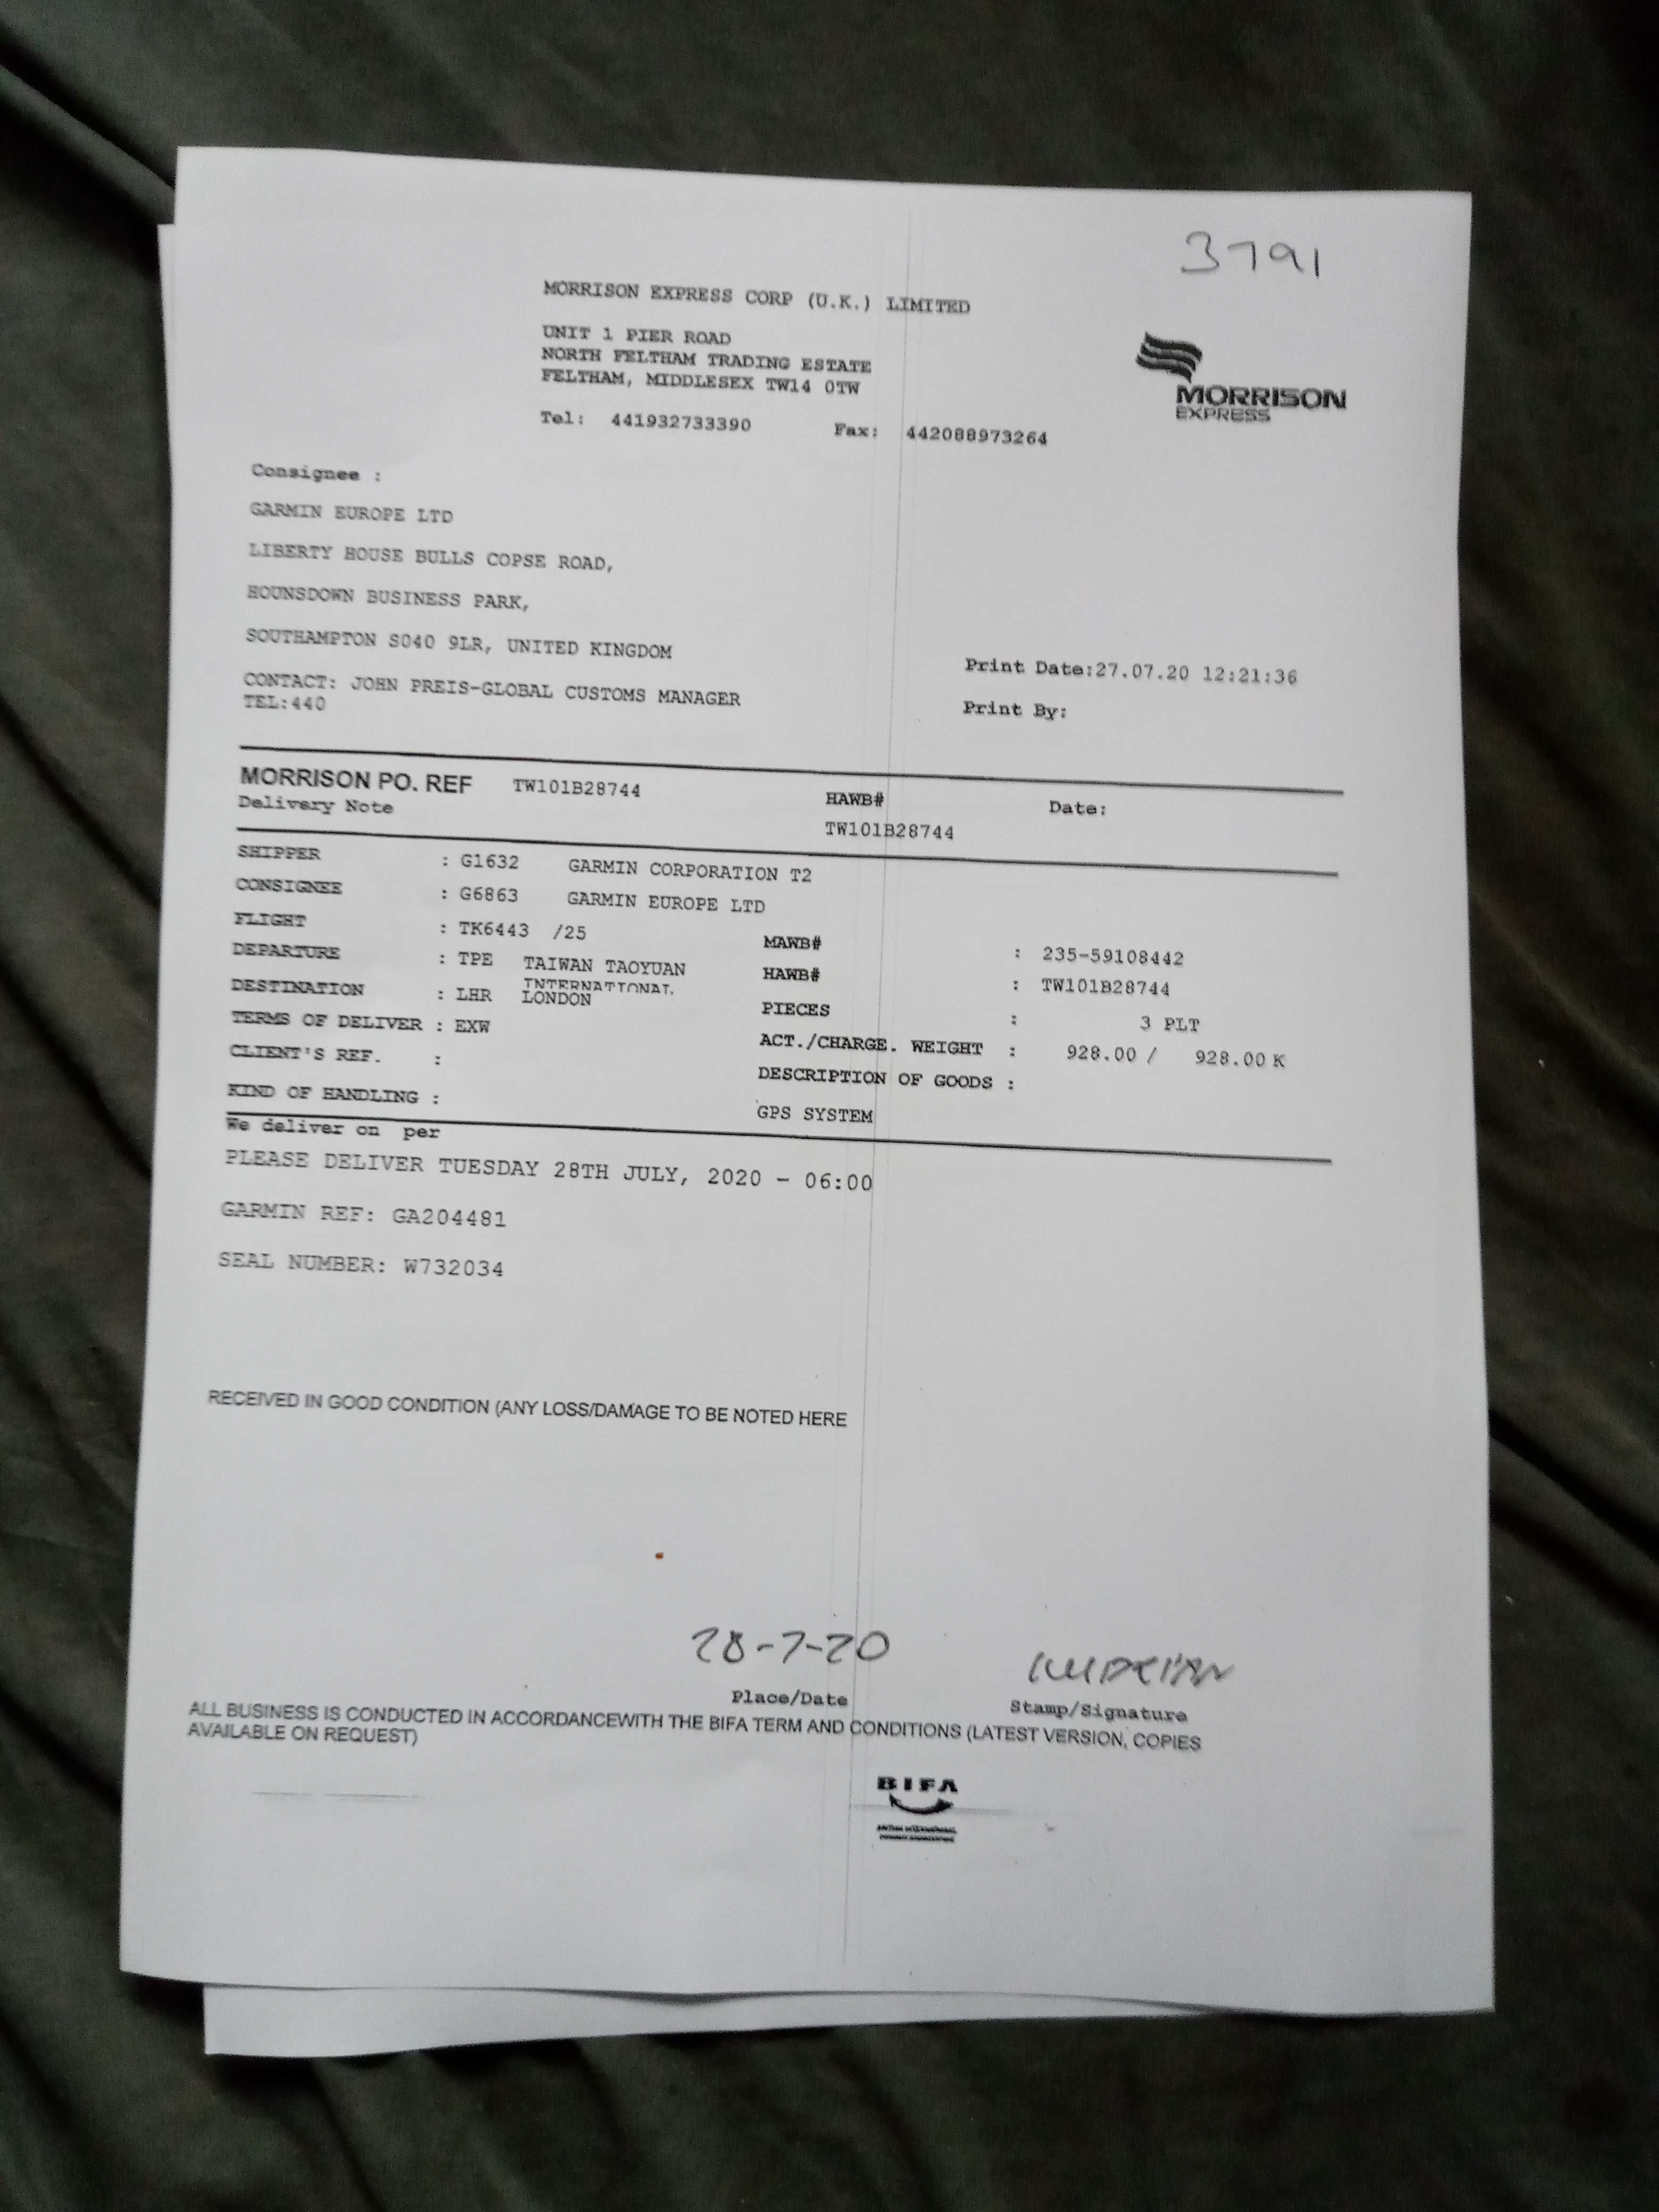 3791
MORRISON EXPRESS CORP (U.K.) LIMITED
UNIT 1 PIER ROAD
NORTH FELTHAM TRADING ESTATE
FELTHAM, MIDDLESEX TW14 0TW
Tel: 441932733390 Fax: 442088973264
MORRISON
EXPRESS
Consignee :
GARMIN EUROPE LTD
LIBERTY HOUSE BULLS COPSE ROAD,
HOUNSDOWN BUSINESS PARK,
SOUTHAMPTON SO40 9LR, UNITED KINGDOM
CONTACT: JOHN PREIS-GLOBAL CUSTOMS MANAGER
TEL:440
Print Date:27.07.20 12:21:36
Print By:
MORRISON PO. REF TW101B28744 HAWB# Date:
Delivery Note TW101B28744
SHIPPER : G1632 GARMIN CORPORATION T2
CONSIGNEE : G6863 GARMIN EUROPE LTD
FLIGHT : TK6443 /25 MAWB# : 235-59108442
DEPARTURE : TPE TAIWAN TAOYUAN INTERNATIONAL HAWB# : TW101B28744
DESTINATION : LHR LONDON PIECES : 3 PLT
TERMS OF DELIVER : EXW ACT./CHARGE. WEIGHT : 928.00 / 928.00 K
CLIENT'S REF. : DESCRIPTION OF GOODS :
KIND OF HANDLING : GPS SYSTEM
We deliver on per
PLEASE DELIVER TUESDAY 28TH JULY, 2020 - 06:00
GARMIN REF: GA204481
SEAL NUMBER: W732034
RECEIVED IN GOOD CONDITION (ANY LOSS/DAMAGE TO BE NOTED HERE
28-7-20
Place/Date Stamp/Signature
ALL BUSINESS IS CONDUCTED IN ACCORDANCEWITH THE BIFA TERM AND CONDITIONS (LATEST VERSION, COPIES
AVAILABLE ON REQUEST)
BIFA